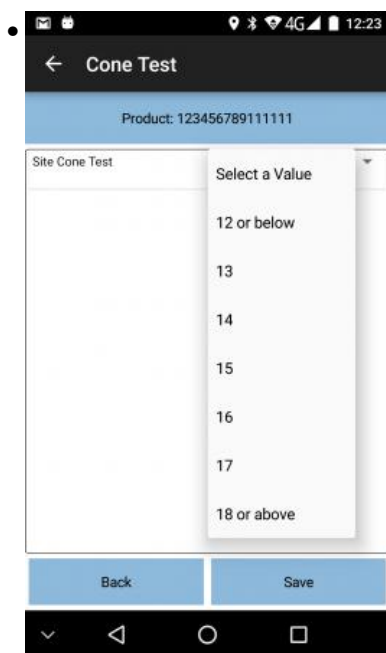 4G 12:23
Cone Test
Product: 123456789111111
Site Cone Test
Select a Value
12 or below
13
14
15
16
17
18 or above
Back Save